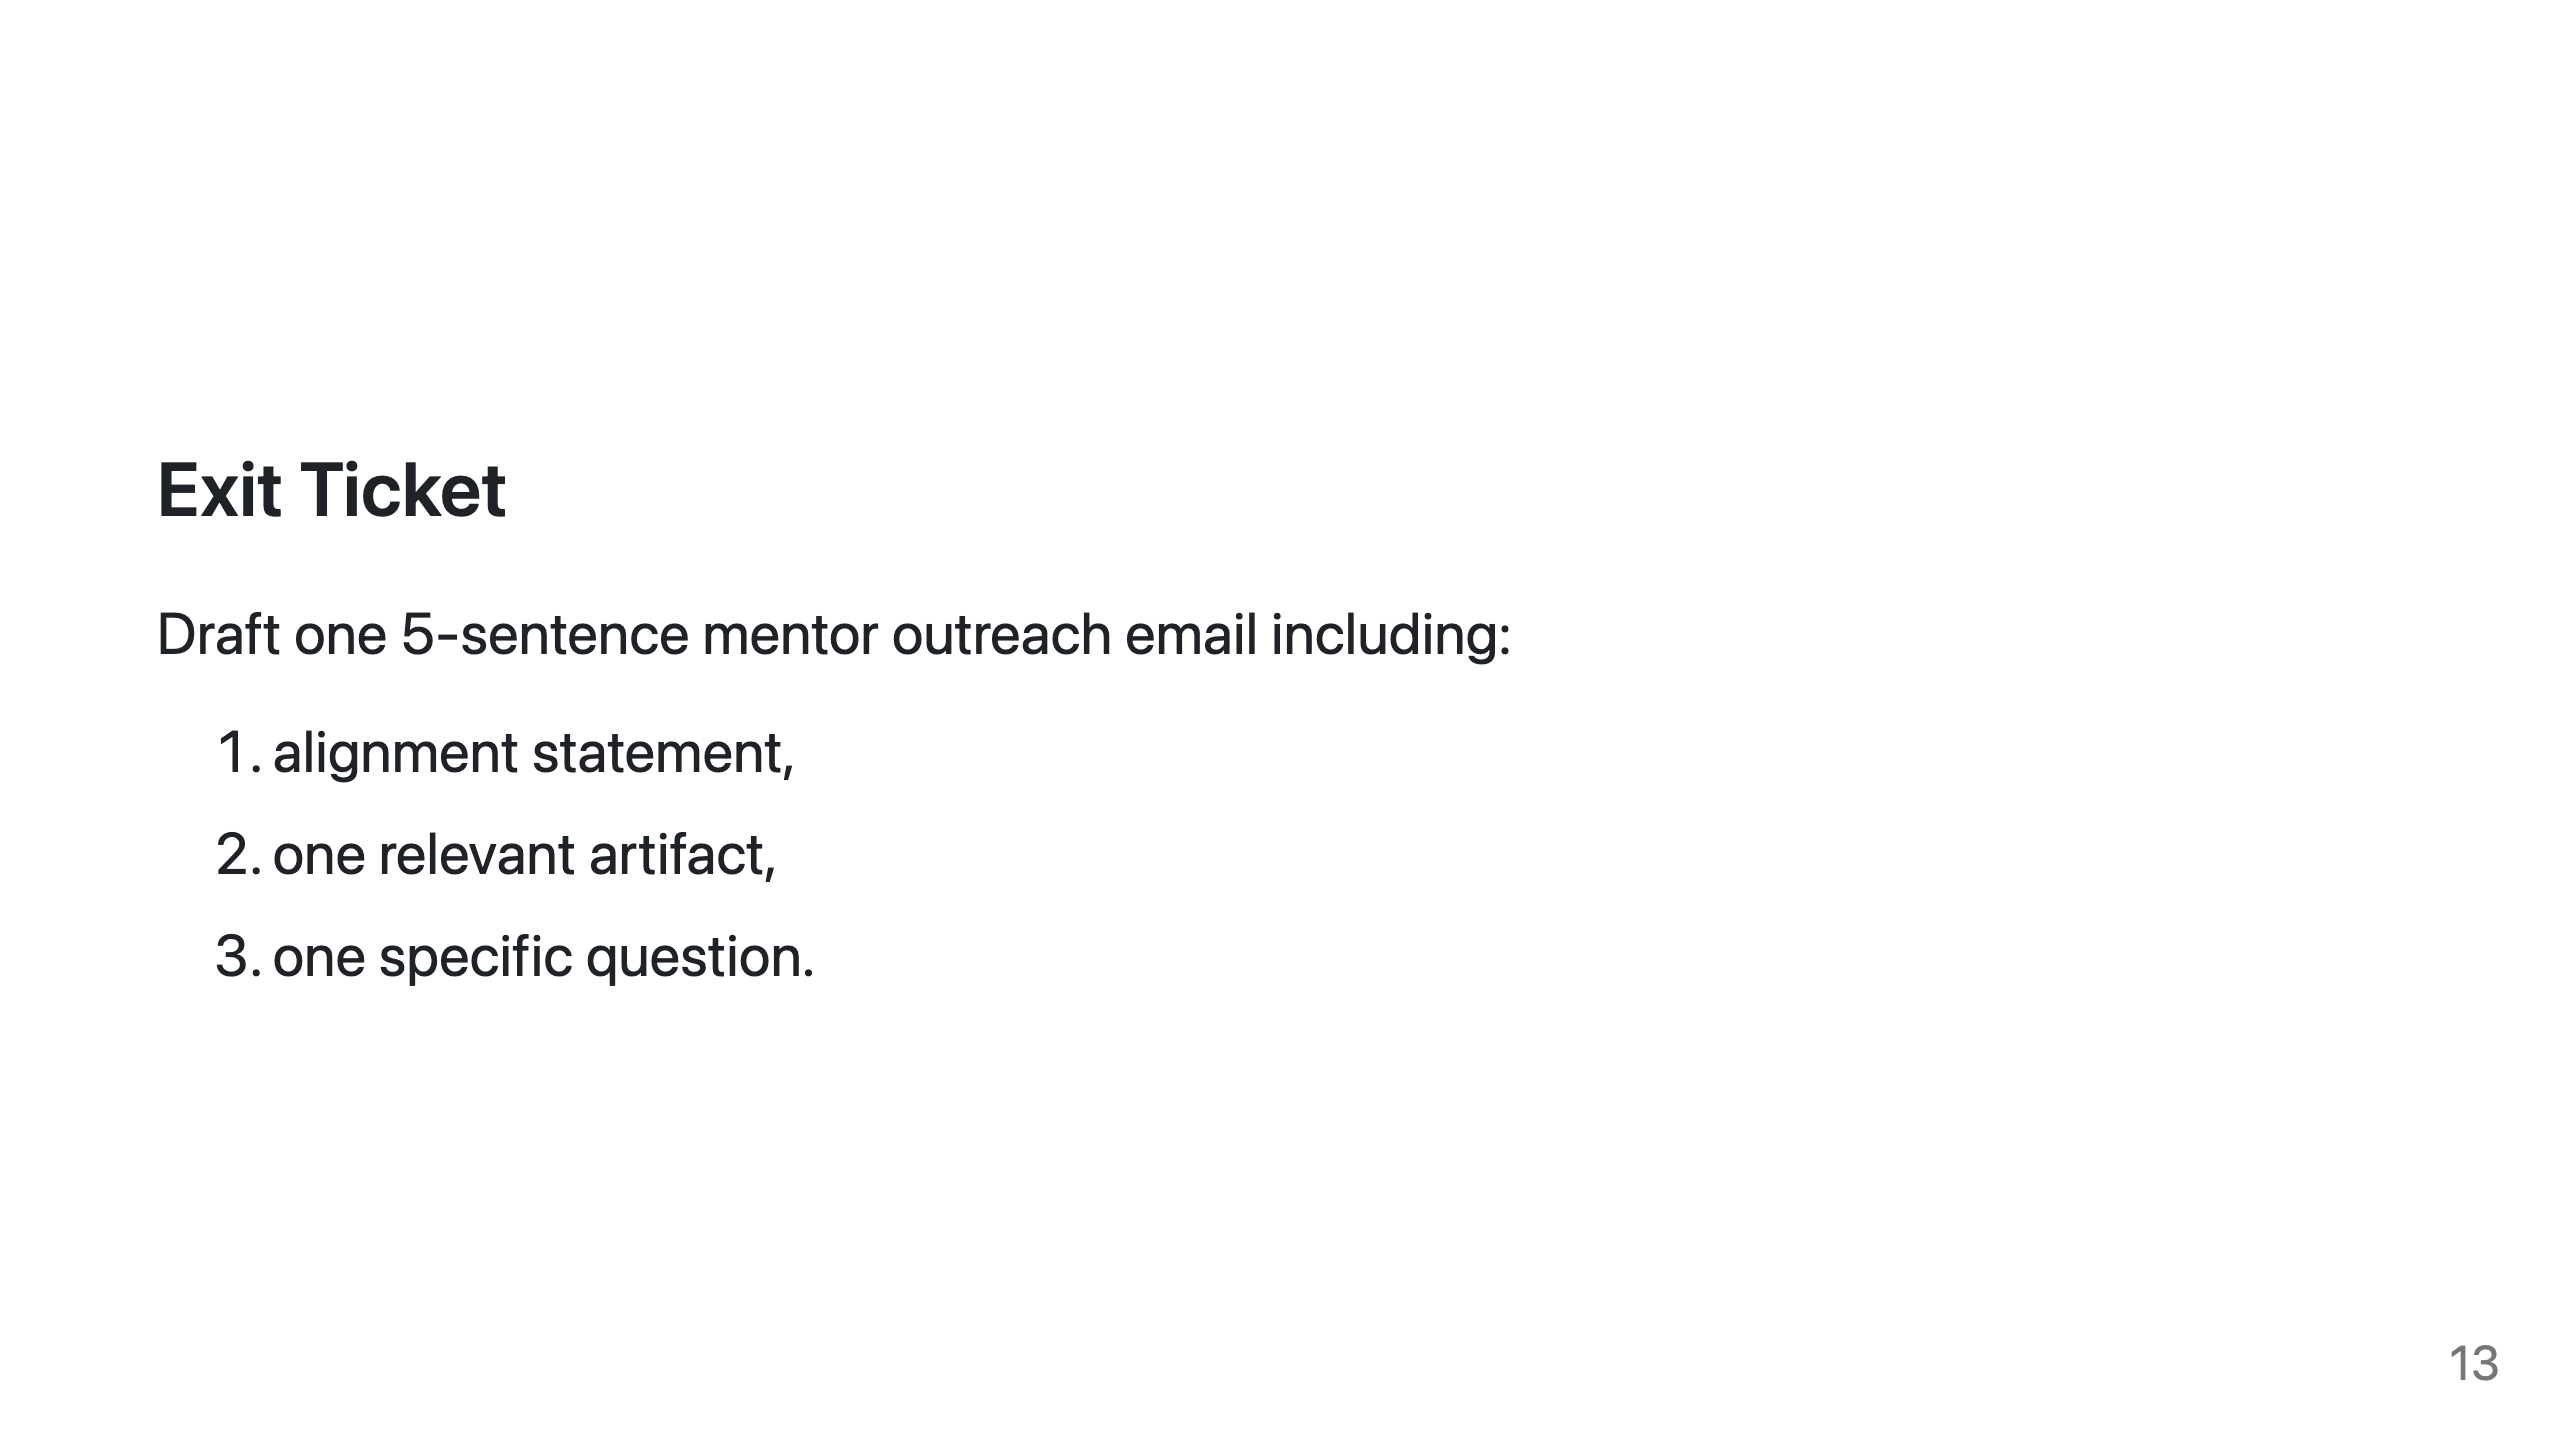 Exit Ticket
Draft one 5-sentence mentor outreach email including:
1. alignment statement,
2. one relevant artifact,
3. one specific question.
13